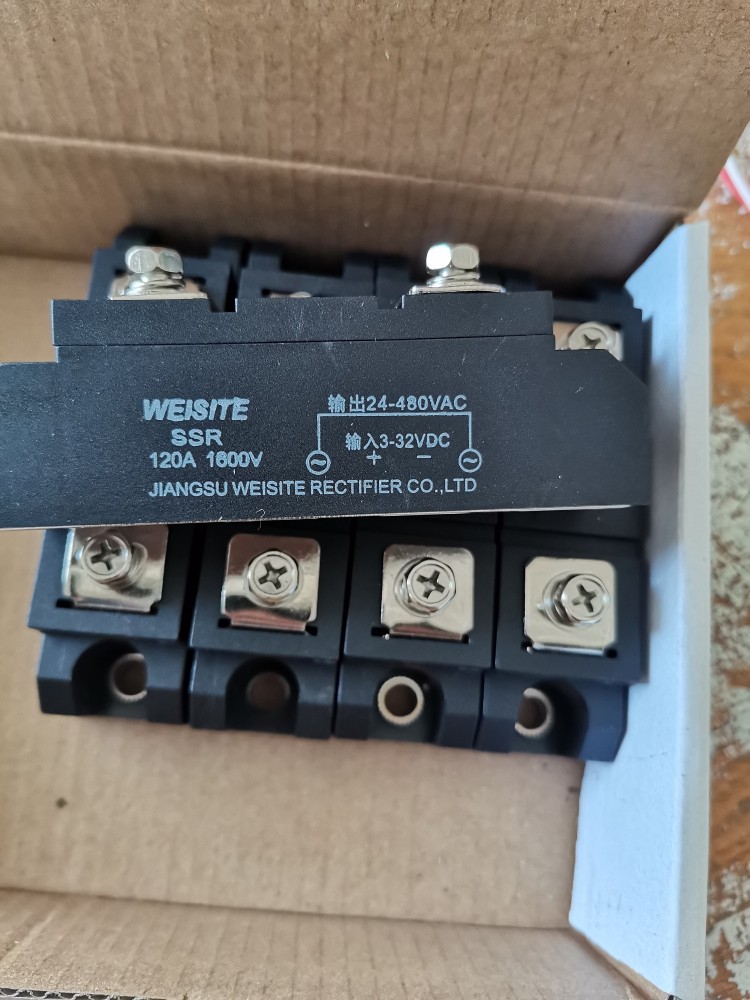 WEISITE
SSR
120A 1600V
输出24-480VAC
输入3-32VDC
+ −
JIANGSU WEISITE RECTIFIER CO.,LTD